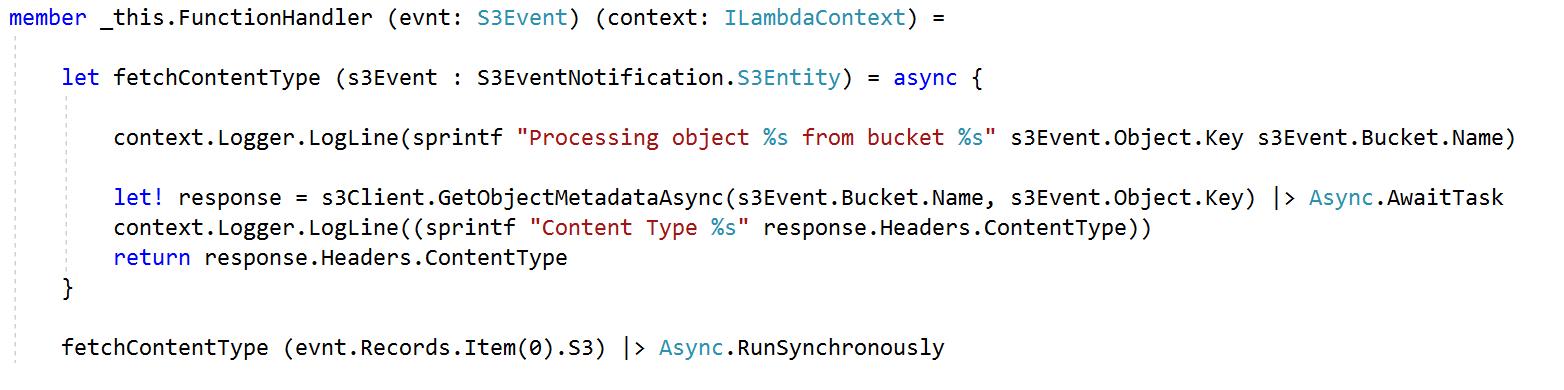 member _this.FunctionHandler (evnt: S3Event) (context: ILambdaContext) =
let fetchContentType (s3Event : S3EventNotification.S3Entity) = async {
context.Logger.LogLine(sprintf "Processing object %s from bucket %s" s3Event.Object.Key s3Event.Bucket.Name)
let! response = s3Client.GetObjectMetadataAsync(s3Event.Bucket.Name, s3Event.Object.Key) |> Async.AwaitTask
context.Logger.LogLine((sprintf "Content Type %s" response.Headers.ContentType))
return response.Headers.ContentType
}
fetchContentType (evnt.Records.Item(0).S3) |> Async.RunSynchronously